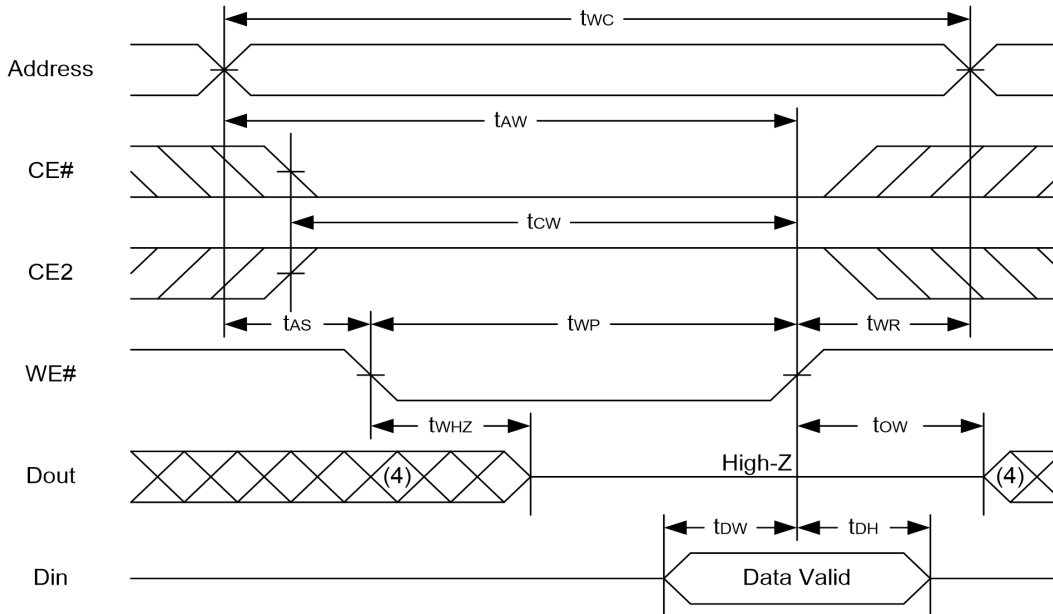 tWC
Address
tAW
CE#
tCW
CE2
tAS tWP tWR
WE#
tWHZ tOW
High-Z
Dout (4) (4)
tDW tDH
Din Data Valid